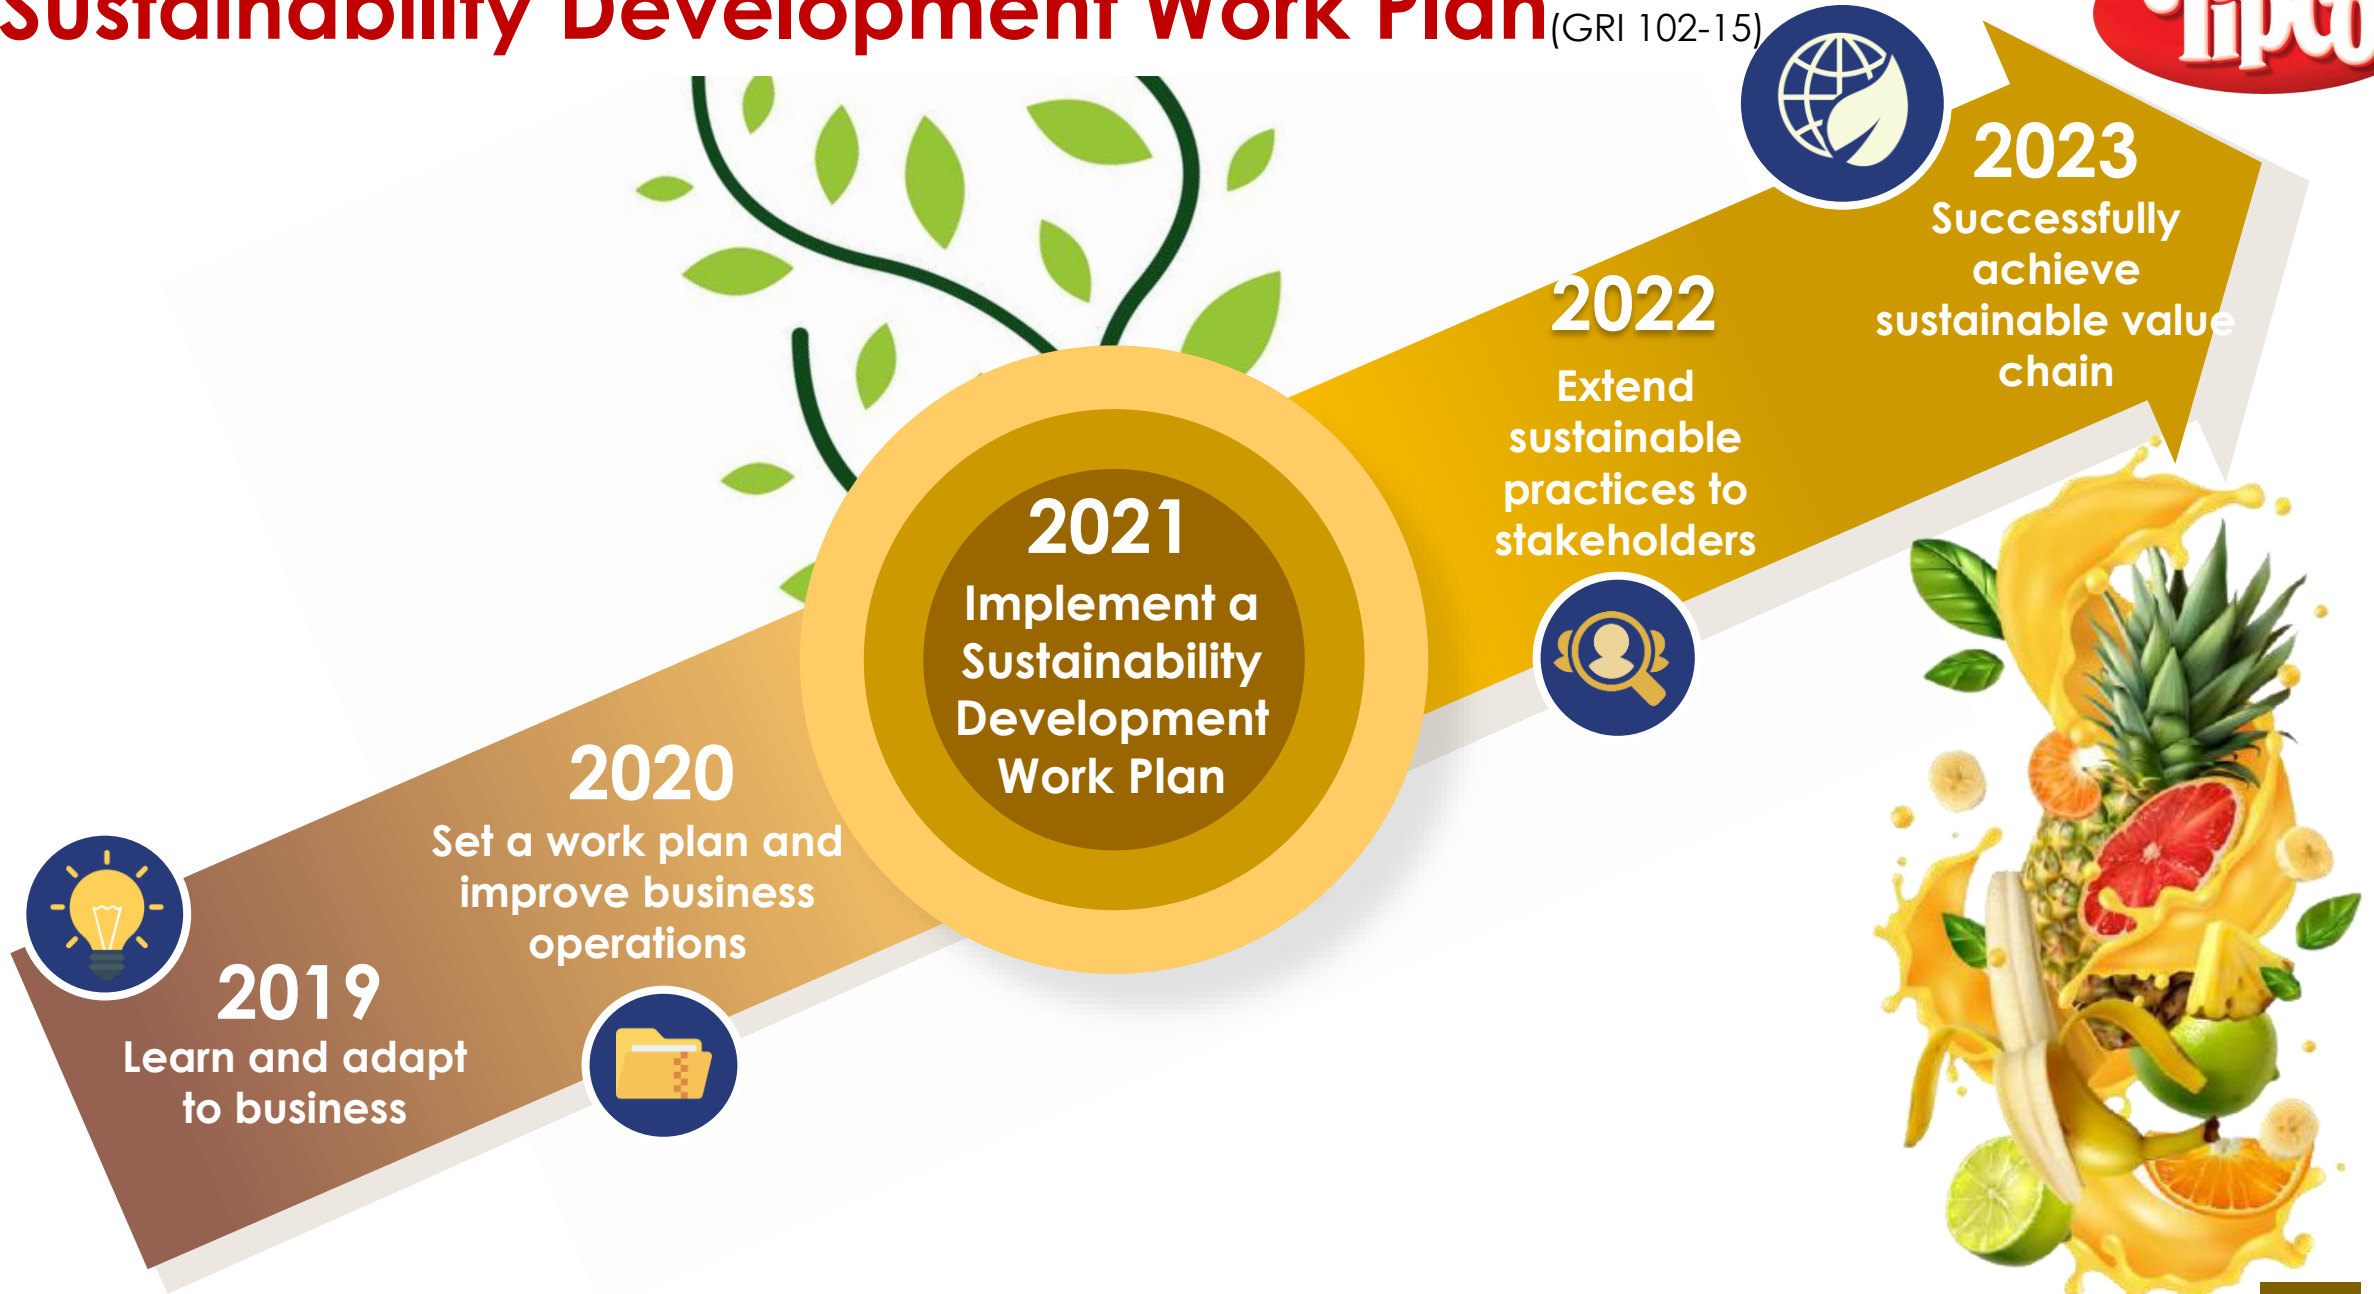 Sustainability Development Work Plan (GRI 102-15)
Tipco
2023
Successfully
achieve
sustainable value
chain
2022
Extend
sustainable
practices to
stakeholders
2021
Implement a
Sustainability
Development
Work Plan
2020
Set a work plan and
improve business
operations
2019
Learn and adapt
to business